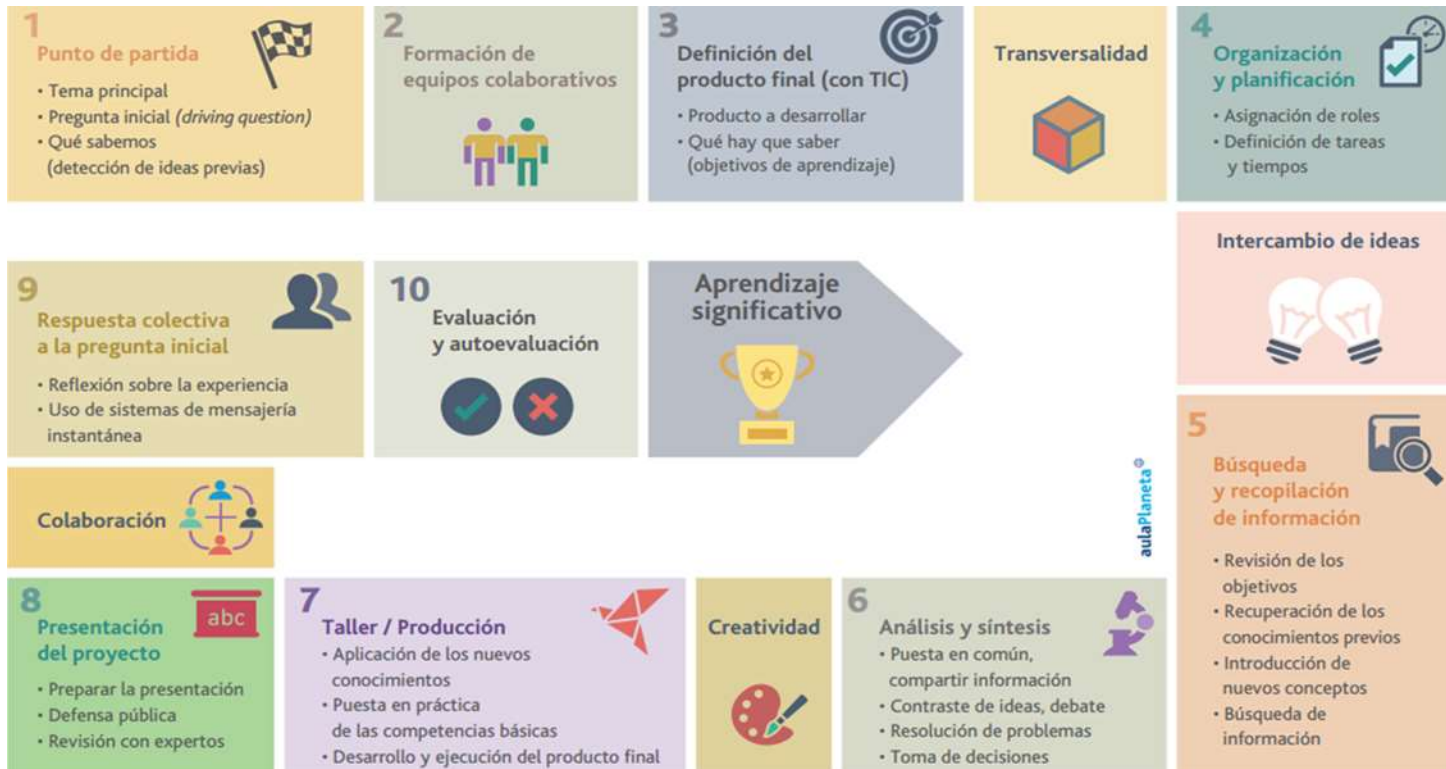 1
Punto de partida
• Tema principal
• Pregunta inicial (driving question)
• Qué sabemos
(detección de ideas previas)
2
Formación de
equipos colaborativos
3
Definición del
producto final (con TIC)
• Producto a desarrollar
• Qué hay que saber
(objetivos de aprendizaje)
Transversalidad
4
Organización
y planificación
• Asignación de roles
• Definición de tareas
y tiempos
Intercambio de ideas
5
Búsqueda
y recopilación
de información
• Revisión de los
objetivos
• Recuperación de los
conocimientos previos
• Introducción de
nuevos conceptos
• Búsqueda de
información
6
Análisis y síntesis
• Puesta en común,
compartir información
• Contraste de ideas, debate
• Resolución de problemas
• Toma de decisiones
Creatividad
7
Taller / Producción
• Aplicación de los nuevos
conocimientos
• Puesta en práctica
de las competencias básicas
• Desarrollo y ejecución del producto final
8
Presentación
del proyecto
abc
• Preparar la presentación
• Defensa pública
• Revisión con expertos
Colaboración
9
Respuesta colectiva
a la pregunta inicial
• Reflexión sobre la experiencia
• Uso de sistemas de mensajería
instantánea
10
Evaluación
y autoevaluación
Aprendizaje
significativo
aulaPlaneta